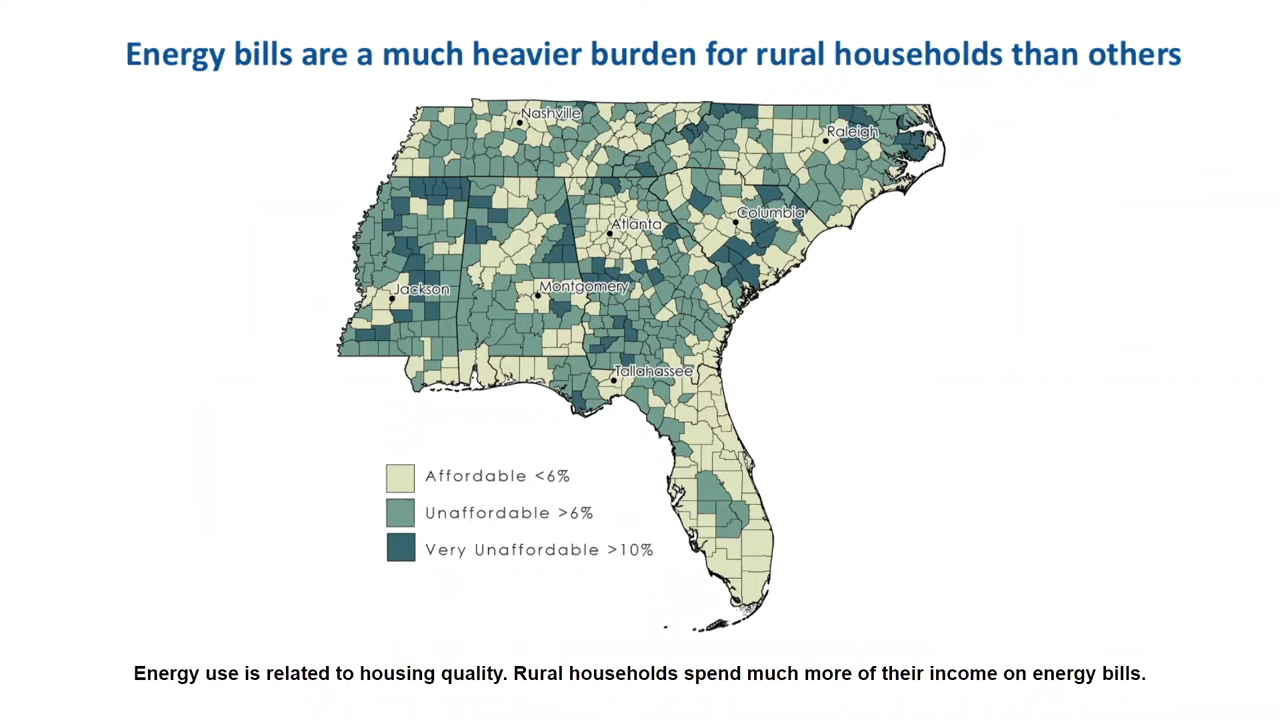 Energy bills are a much heavier burden for rural households than others
Nashville
Raleigh
Columbia
Atlanta
Jackson
Montgomery
Tallahassee
Affordable <6%
Unaffordable >6%
Very Unaffordable >10%
Energy use is related to housing quality. Rural households spend much more of their income on energy bills.